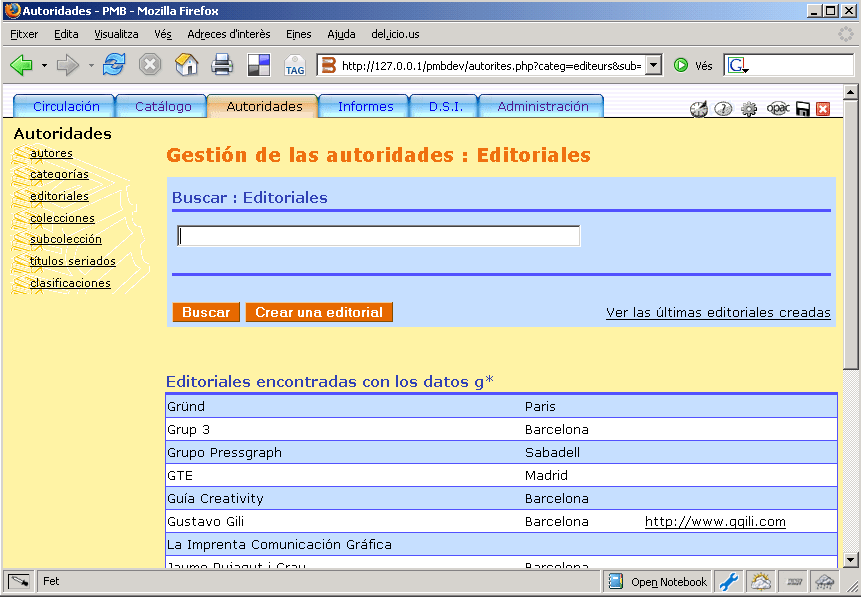 Autoridades - PMB - Mozilla Firefox
Fitxer Edita Visualitza Vés Adreces d'interès Eines Ajuda del.icio.us
TAG B http://127.0.0.1/pmbdev/autorites.php?categ=editeurs&sub= Vés G
Circulación Catálogo Autoridades Informes D.S.I. Administración opac
Autoridades
autores
categorías
editoriales
colecciones
subcolección
títulos seriados
clasificaciones
Gestión de las autoridades : Editoriales
Buscar : Editoriales
Buscar Crear una editorial Ver las últimas editoriales creadas
Editoriales encontradas con los datos g*
Gründ Paris
Grup 3 Barcelona
Grupo Pressgraph Sabadell
GTE Madrid
Guía Creativity Barcelona
Gustavo Gili Barcelona http://www.gqili.com
La Imprenta Comunicación Gráfica
Jaume Puiagut i Crau Barcelona
Fet Open Notebook